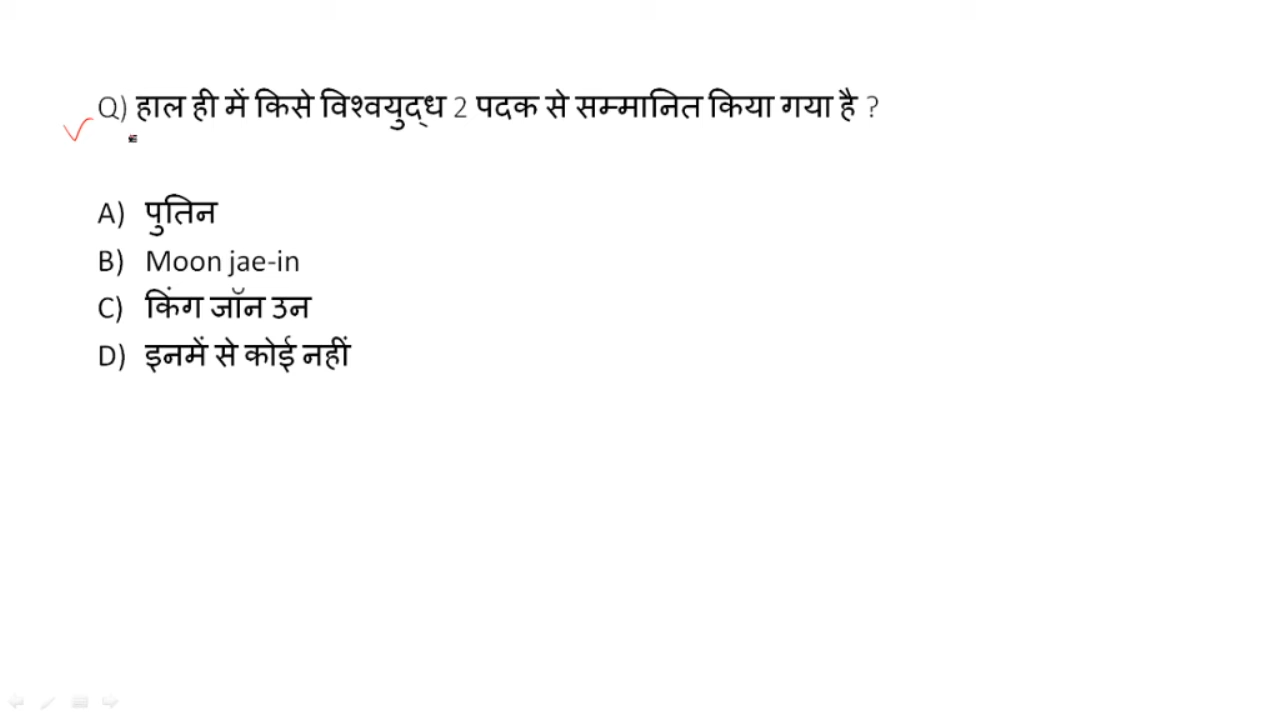 Q) हाल ही में किसे विश्वयुद्ध 2 पदक से सम्मानित किया गया है ?
A) पुतिन
B) Moon jae-in
C) किंग जॉन उन
D) इनमें से कोई नहीं